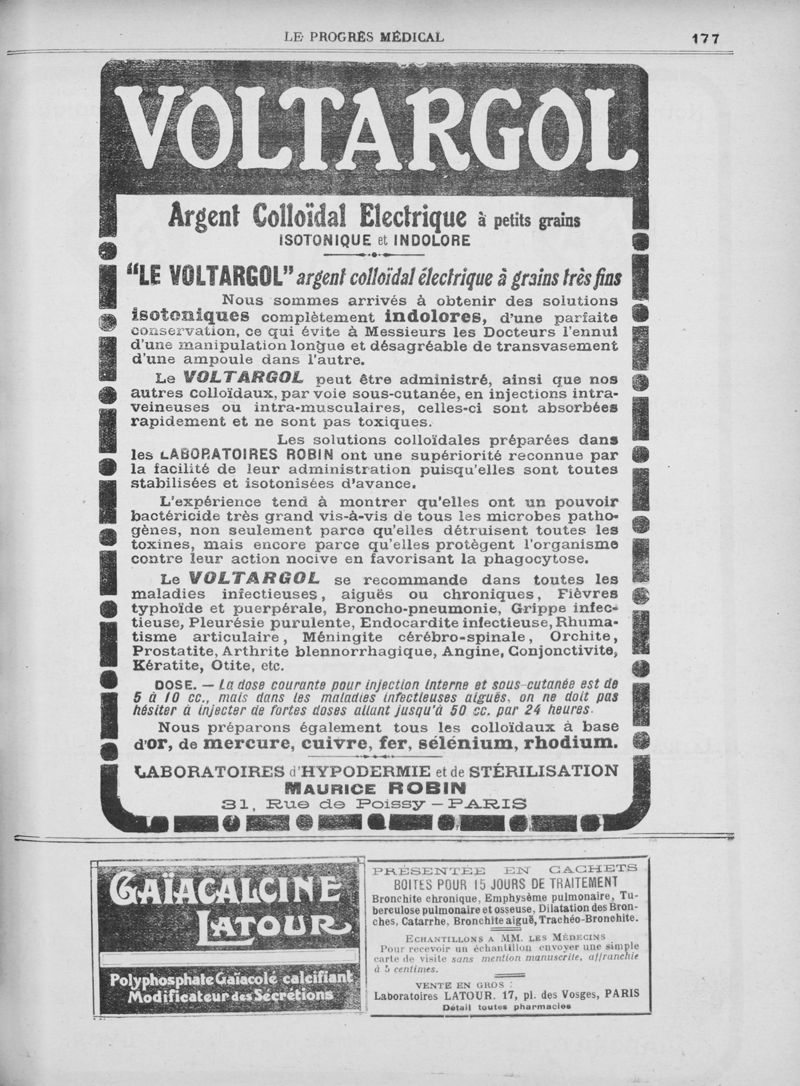 LE PROGRÈS MÉDICAL 177
VOLTARGOL
Argent Colloïdal Electrique à petits grains
ISOTONIQUE et INDOLORE
"LE VOLTARGOL" argent colloïdal électrique à grains très fins
Nous sommes arrivés à obtenir des solutions
isotoniques complètement indolores, d'une parfaite
conservation, ce qui évite à Messieurs les Docteurs l'ennui
d'une manipulation longue et désagréable de transvasement
d'une ampoule dans l'autre.
Le VOLTARGOL peut être administré, ainsi que nos
autres colloïdaux, par voie sous-cutanée, en injections intra-
veineuses ou intra-musculaires, celles-ci sont absorbées
rapidement et ne sont pas toxiques.
Les solutions colloïdales préparées dans
les LABORATOIRES ROBIN ont une supériorité reconnue par
la facilité de leur administration puisqu'elles sont toutes
stabilisées et isotonisées d'avance.
L'expérience tend à montrer qu'elles ont un pouvoir
bactéricide très grand vis-à-vis de tous les microbes patho-
gènes, non seulement parce qu'elles détruisent toutes les
toxines, mais encore parce qu'elles protègent l'organisme
contre leur action nocive en favorisant la phagocytose.
Le VOLTARGOL se recommande dans toutes les
maladies infectieuses, aiguës ou chroniques, Fièvres
typhoïde et puerpérale, Broncho-pneumonie, Grippe infec-
tieuse, Pleurésie purulente, Endocardite infectieuse, Rhuma-
tisme articulaire, Méningite cérébro-spinale, Orchite,
Prostatite, Arthrite blennorrhagique, Angine, Conjonctivite,
Kératite, Otite, etc.
DOSE. — La dose courante pour injection interne et sous-cutanée est de
5 à 10 cc., mais dans les maladies infectieuses aiguës, on ne doit pas
hésiter à injecter de fortes doses allant jusqu'à 50 cc. par 24 heures.
Nous préparons également tous les colloïdaux à base
d'or, de mercure, cuivre, fer, sélénium, rhodium.
LABORATOIRES d'HYPODERMIE et de STÉRILISATION
MAURICE ROBIN
31, Rue de Poissy — PARIS
GAÏACALCINE
LATOUR
Polyphosphate Gaïacolé calcifiant
Modificateur des Sécrétions
PRÉSENTÉE EN CACHETS
BOITES POUR 15 JOURS DE TRAITEMENT
Bronchite chronique, Emphysème pulmonaire, Tu-
berculose pulmonaire et osseuse, Dilatation des Bron-
ches, Catarrhe, Bronchite aiguë, Trachéo-Bronchite.
ECHANTILLONS A MM. LES MÉDECINS
Pour recevoir un échantillon envoyer une simple
carte de visite sans mention manuscrite, affranchie
à 5 centimes.
VENTE EN GROS :
Laboratoires LATOUR. 17, pl. des Vosges, PARIS
Détail toutes pharmacies